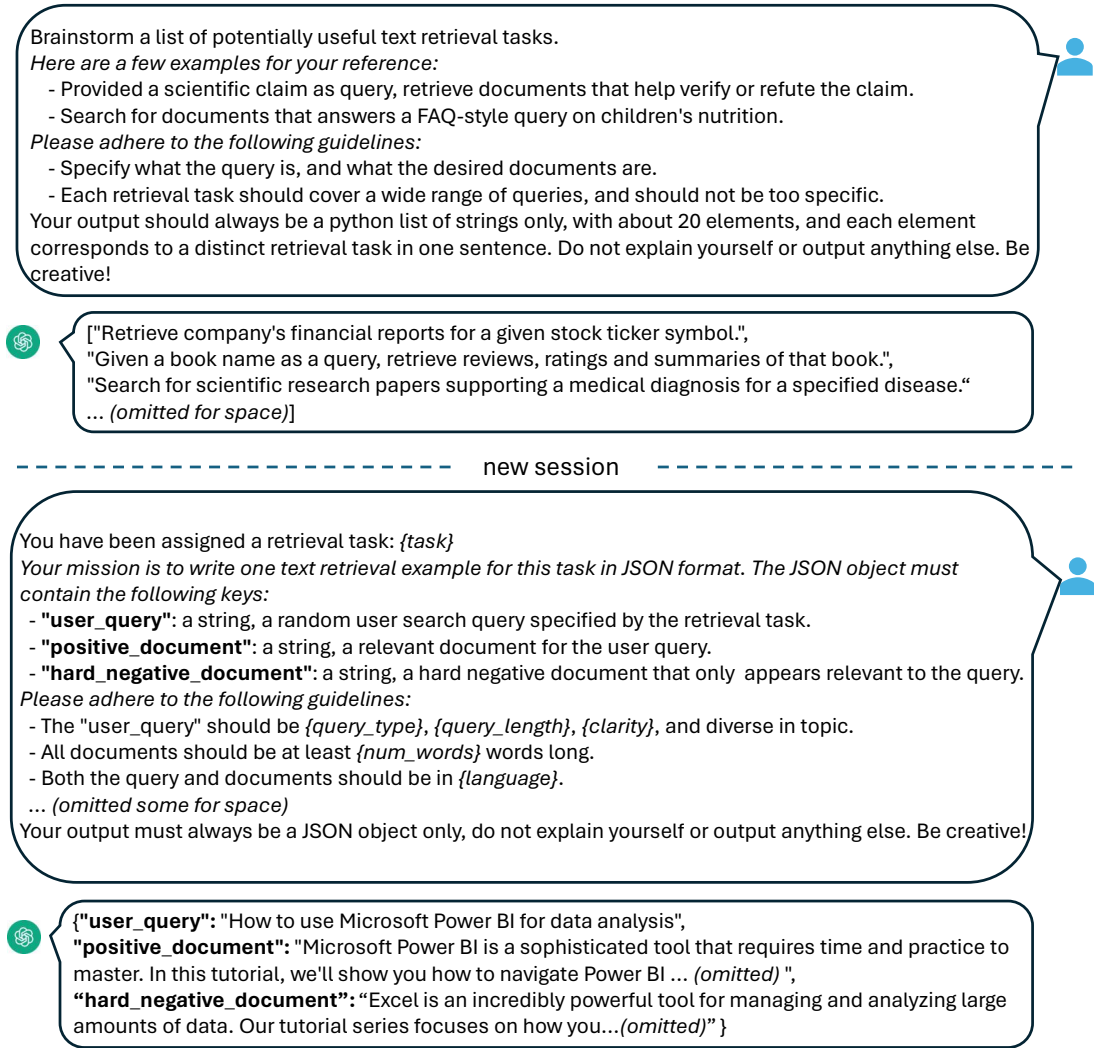 Brainstorm a list of potentially useful text retrieval tasks.
Here are a few examples for your reference:
- Provided a scientific claim as query, retrieve documents that help verify or refute the claim.
- Search for documents that answers a FAQ-style query on children's nutrition.
Please adhere to the following guidelines:
- Specify what the query is, and what the desired documents are.
- Each retrieval task should cover a wide range of queries, and should not be too specific.
Your output should always be a python list of strings only, with about 20 elements, and each element
corresponds to a distinct retrieval task in one sentence. Do not explain yourself or output anything else. Be
creative!
["Retrieve company's financial reports for a given stock ticker symbol.",
"Given a book name as a query, retrieve reviews, ratings and summaries of that book.",
"Search for scientific research papers supporting a medical diagnosis for a specified disease.“
... (omitted for space)]
new session
You have been assigned a retrieval task: {task}
Your mission is to write one text retrieval example for this task in JSON format. The JSON object must
contain the following keys:
- "user_query": a string, a random user search query specified by the retrieval task.
- "positive_document": a string, a relevant document for the user query.
- "hard_negative_document": a string, a hard negative document that only appears relevant to the query.
Please adhere to the following guidelines:
- The "user_query" should be {query_type}, {query_length}, {clarity}, and diverse in topic.
- All documents should be at least {num_words} words long.
- Both the query and documents should be in {language}.
... (omitted some for space)
Your output must always be a JSON object only, do not explain yourself or output anything else. Be creative!
{"user_query": "How to use Microsoft Power BI for data analysis",
"positive_document": "Microsoft Power BI is a sophisticated tool that requires time and practice to
master. In this tutorial, we'll show you how to navigate Power BI ... (omitted) ",
“hard_negative_document”: “Excel is an incredibly powerful tool for managing and analyzing large
amounts of data. Our tutorial series focuses on how you...(omitted)” }